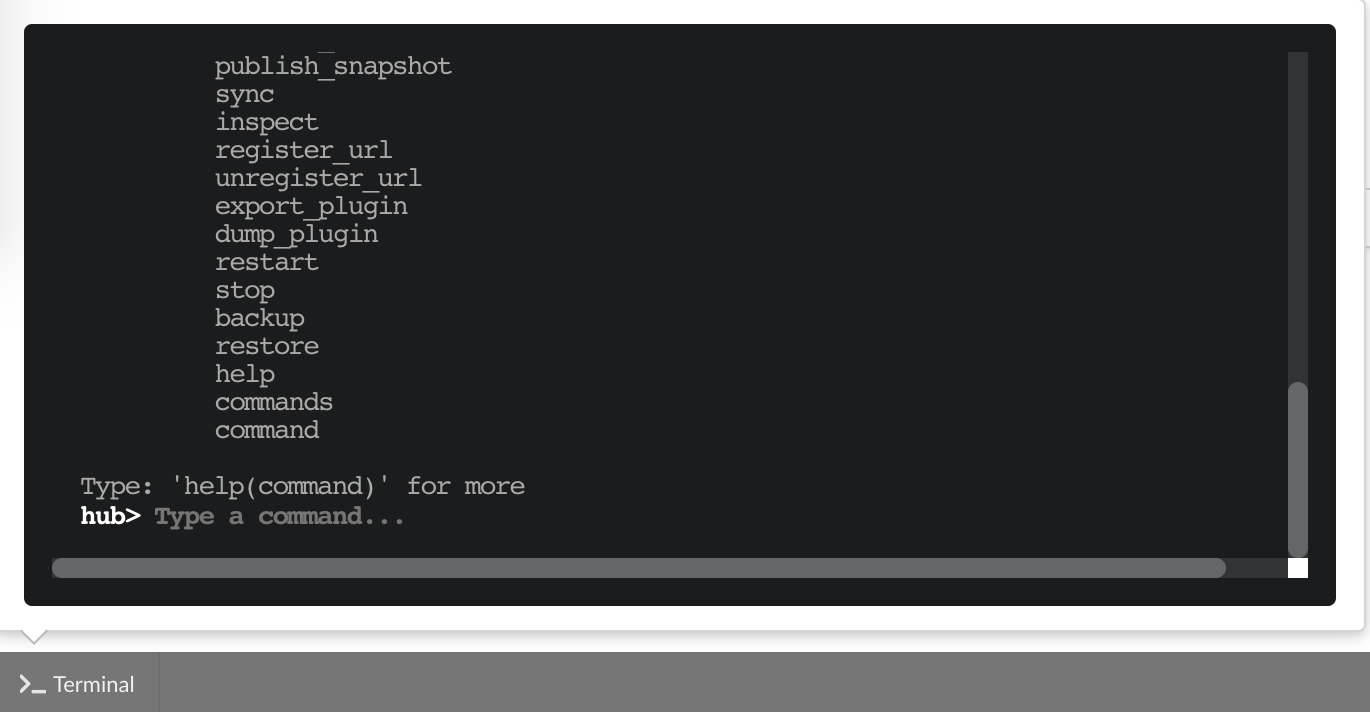 publish_snapshot
sync
inspect
register_url
unregister_url
export_plugin
dump_plugin
restart
stop
backup
restore
help
commands
command
Type: 'help(command)' for more
hub> Type a command...
Terminal